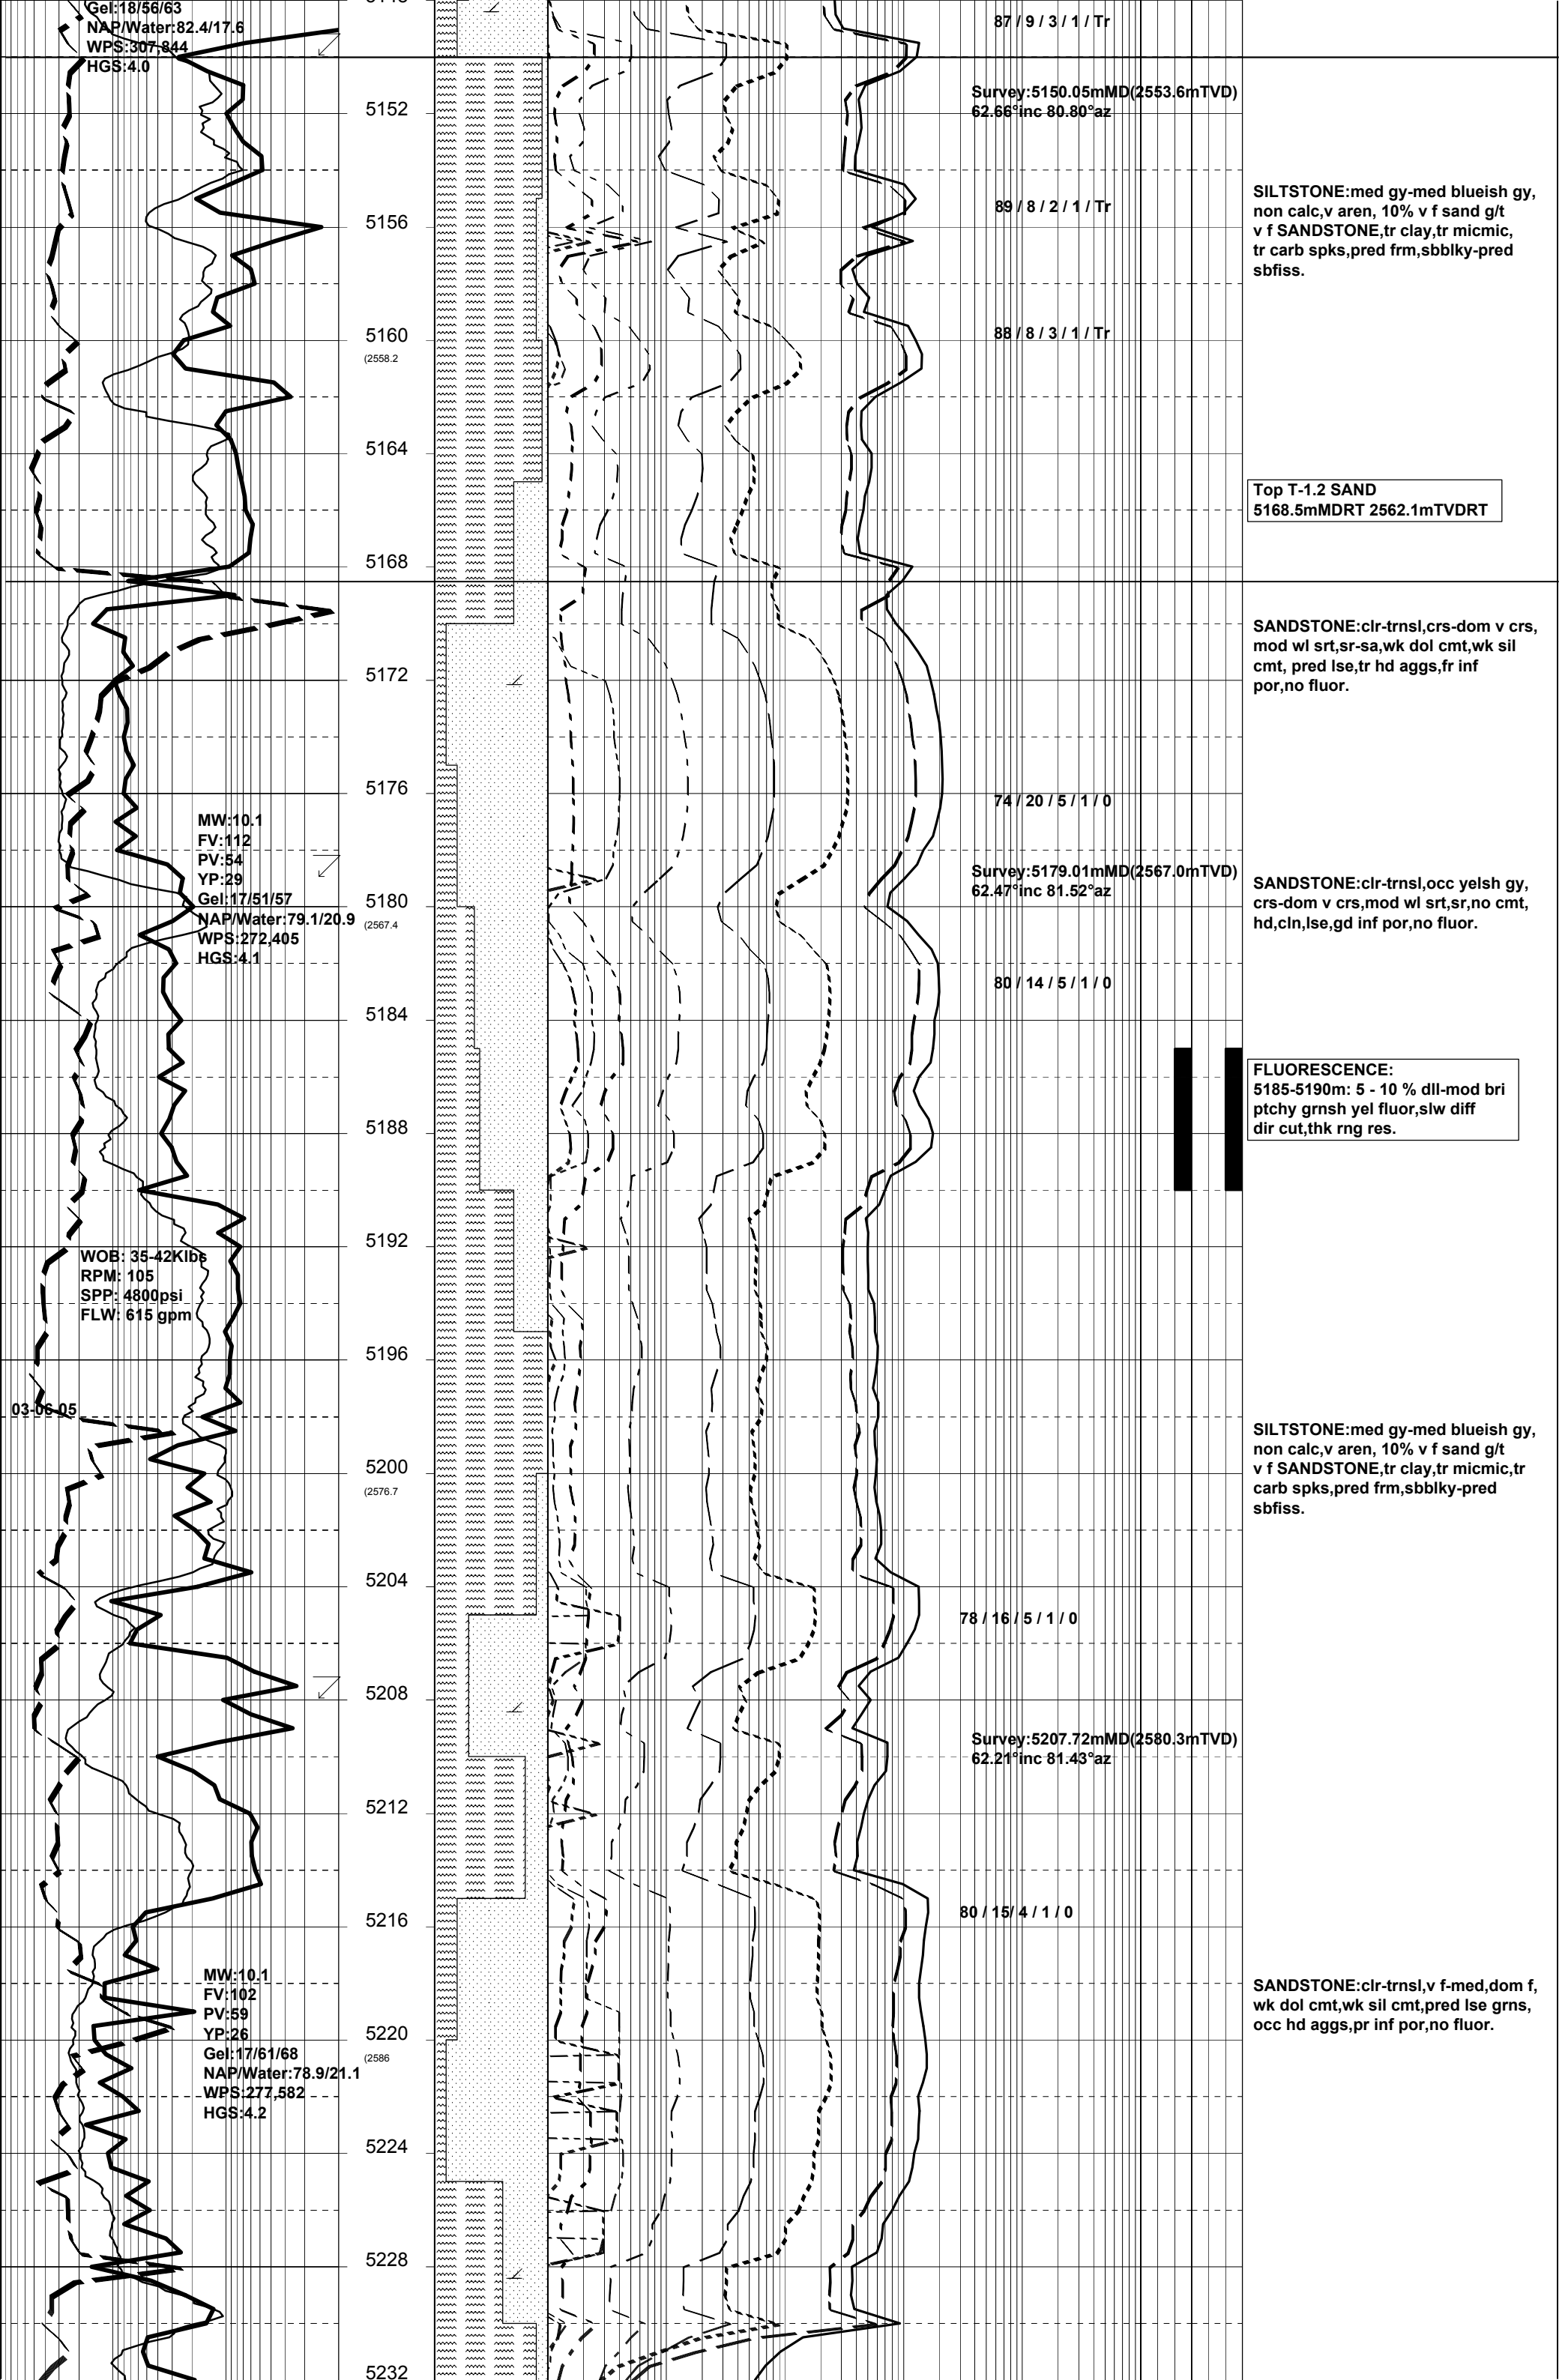 Gel:18/56/63
NAP/Water:82.4/17.6
WPS:307,844
HGS:4.0
87 / 9 / 3 / 1 / Tr
Survey:5150.05mMD(2553.6mTVD)
62.66°inc 80.80°az
5152
SILTSTONE:med gy-med blueish gy,
non calc,v aren, 10% v f sand g/t
v f SANDSTONE,tr clay,tr micmic,
tr carb spks,pred frm,sbblky-pred
sbfiss.
89 / 8 / 2 / 1 / Tr
5156
88 / 8 / 3 / 1 / Tr
5160
(2558.2
5164
Top T-1.2 SAND
5168.5mMDRT 2562.1mTVDRT
5168
SANDSTONE:clr-trnsl,crs-dom v crs,
mod wl srt,sr-sa,wk dol cmt,wk sil
cmt, pred lse,tr hd aggs,fr inf
por,no fluor.
5172
5176
74 / 20 / 5 / 1 / 0
MW:10.1
FV:112
PV:54
YP:29
Gel:17/51/57
NAP/Water:79.1/20.9
WPS:272,405
HGS:4.1
Survey:5179.01mMD(2567.0mTVD)
62.47°inc 81.52°az
SANDSTONE:clr-trnsl,occ yelsh gy,
crs-dom v crs,mod wl srt,sr,no cmt,
hd,cln,lse,gd inf por,no fluor.
5180
(2567.4
80 / 14 / 5 / 1 / 0
5184
FLUORESCENCE:
5185-5190m: 5 - 10 % dll-mod bri
ptchy grnsh yel fluor,slw diff
dir cut,thk rng res.
5188
5192
WOB: 35-42Klbs
RPM: 105
SPP: 4800psi
FLW: 615 gpm
5196
03-06-05
SILTSTONE:med gy-med blueish gy,
non calc,v aren, 10% v f sand g/t
v f SANDSTONE,tr clay,tr micmic,tr
carb spks,pred frm,sbblky-pred
sbfiss.
5200
(2576.7
5204
78 / 16 / 5 / 1 / 0
5208
Survey:5207.72mMD(2580.3mTVD)
62.21°inc 81.43°az
5212
80 / 15/ 4 / 1 / 0
5216
MW:10.1
FV:102
PV:59
YP:26
Gel:17/61/68
NAP/Water:78.9/21.1
WPS:277,582
HGS:4.2
SANDSTONE:clr-trnsl,v f-med,dom f,
wk dol cmt,wk sil cmt,pred lse grns,
occ hd aggs,pr inf por,no fluor.
5220
(2586
5224
5228
5232